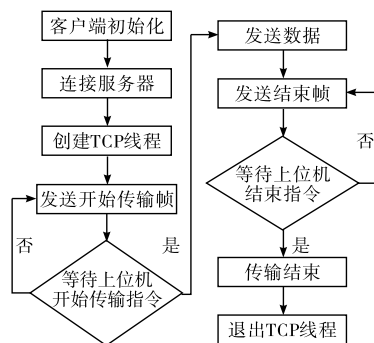 客户端初始化
连接服务器
创建TCP线程
发送开始传输帧
否
是
等待上位机
开始传输指令
发送数据
发送结束帧
否
等待上位机
结束指令
是
传输结束
退出TCP线程